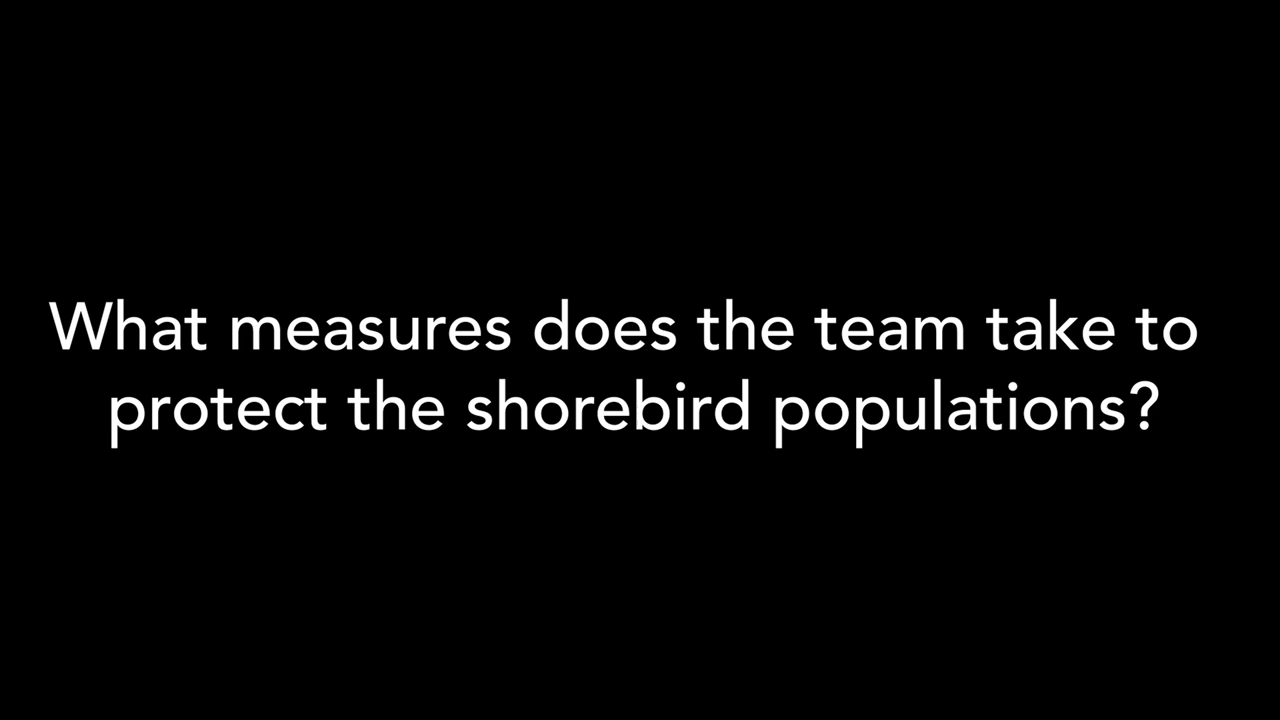 What measures does the team take to
protect the shorebird populations?